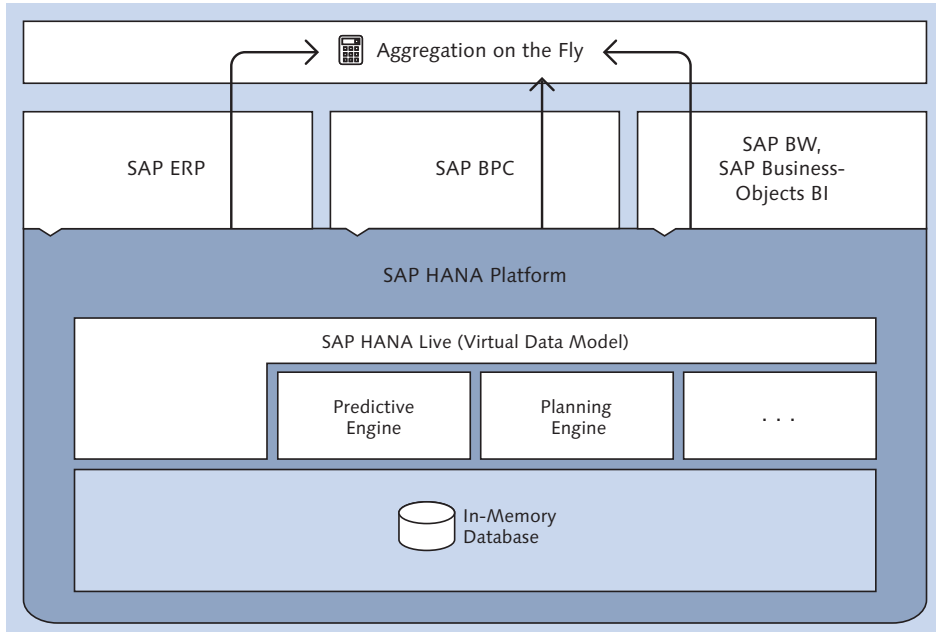 Aggregation on the Fly
SAP ERP
SAP BPC
SAP BW,
SAP Business-
Objects BI
SAP HANA Platform
SAP HANA Live (Virtual Data Model)
Predictive
Engine
Planning
Engine
. . .
In-Memory
Database